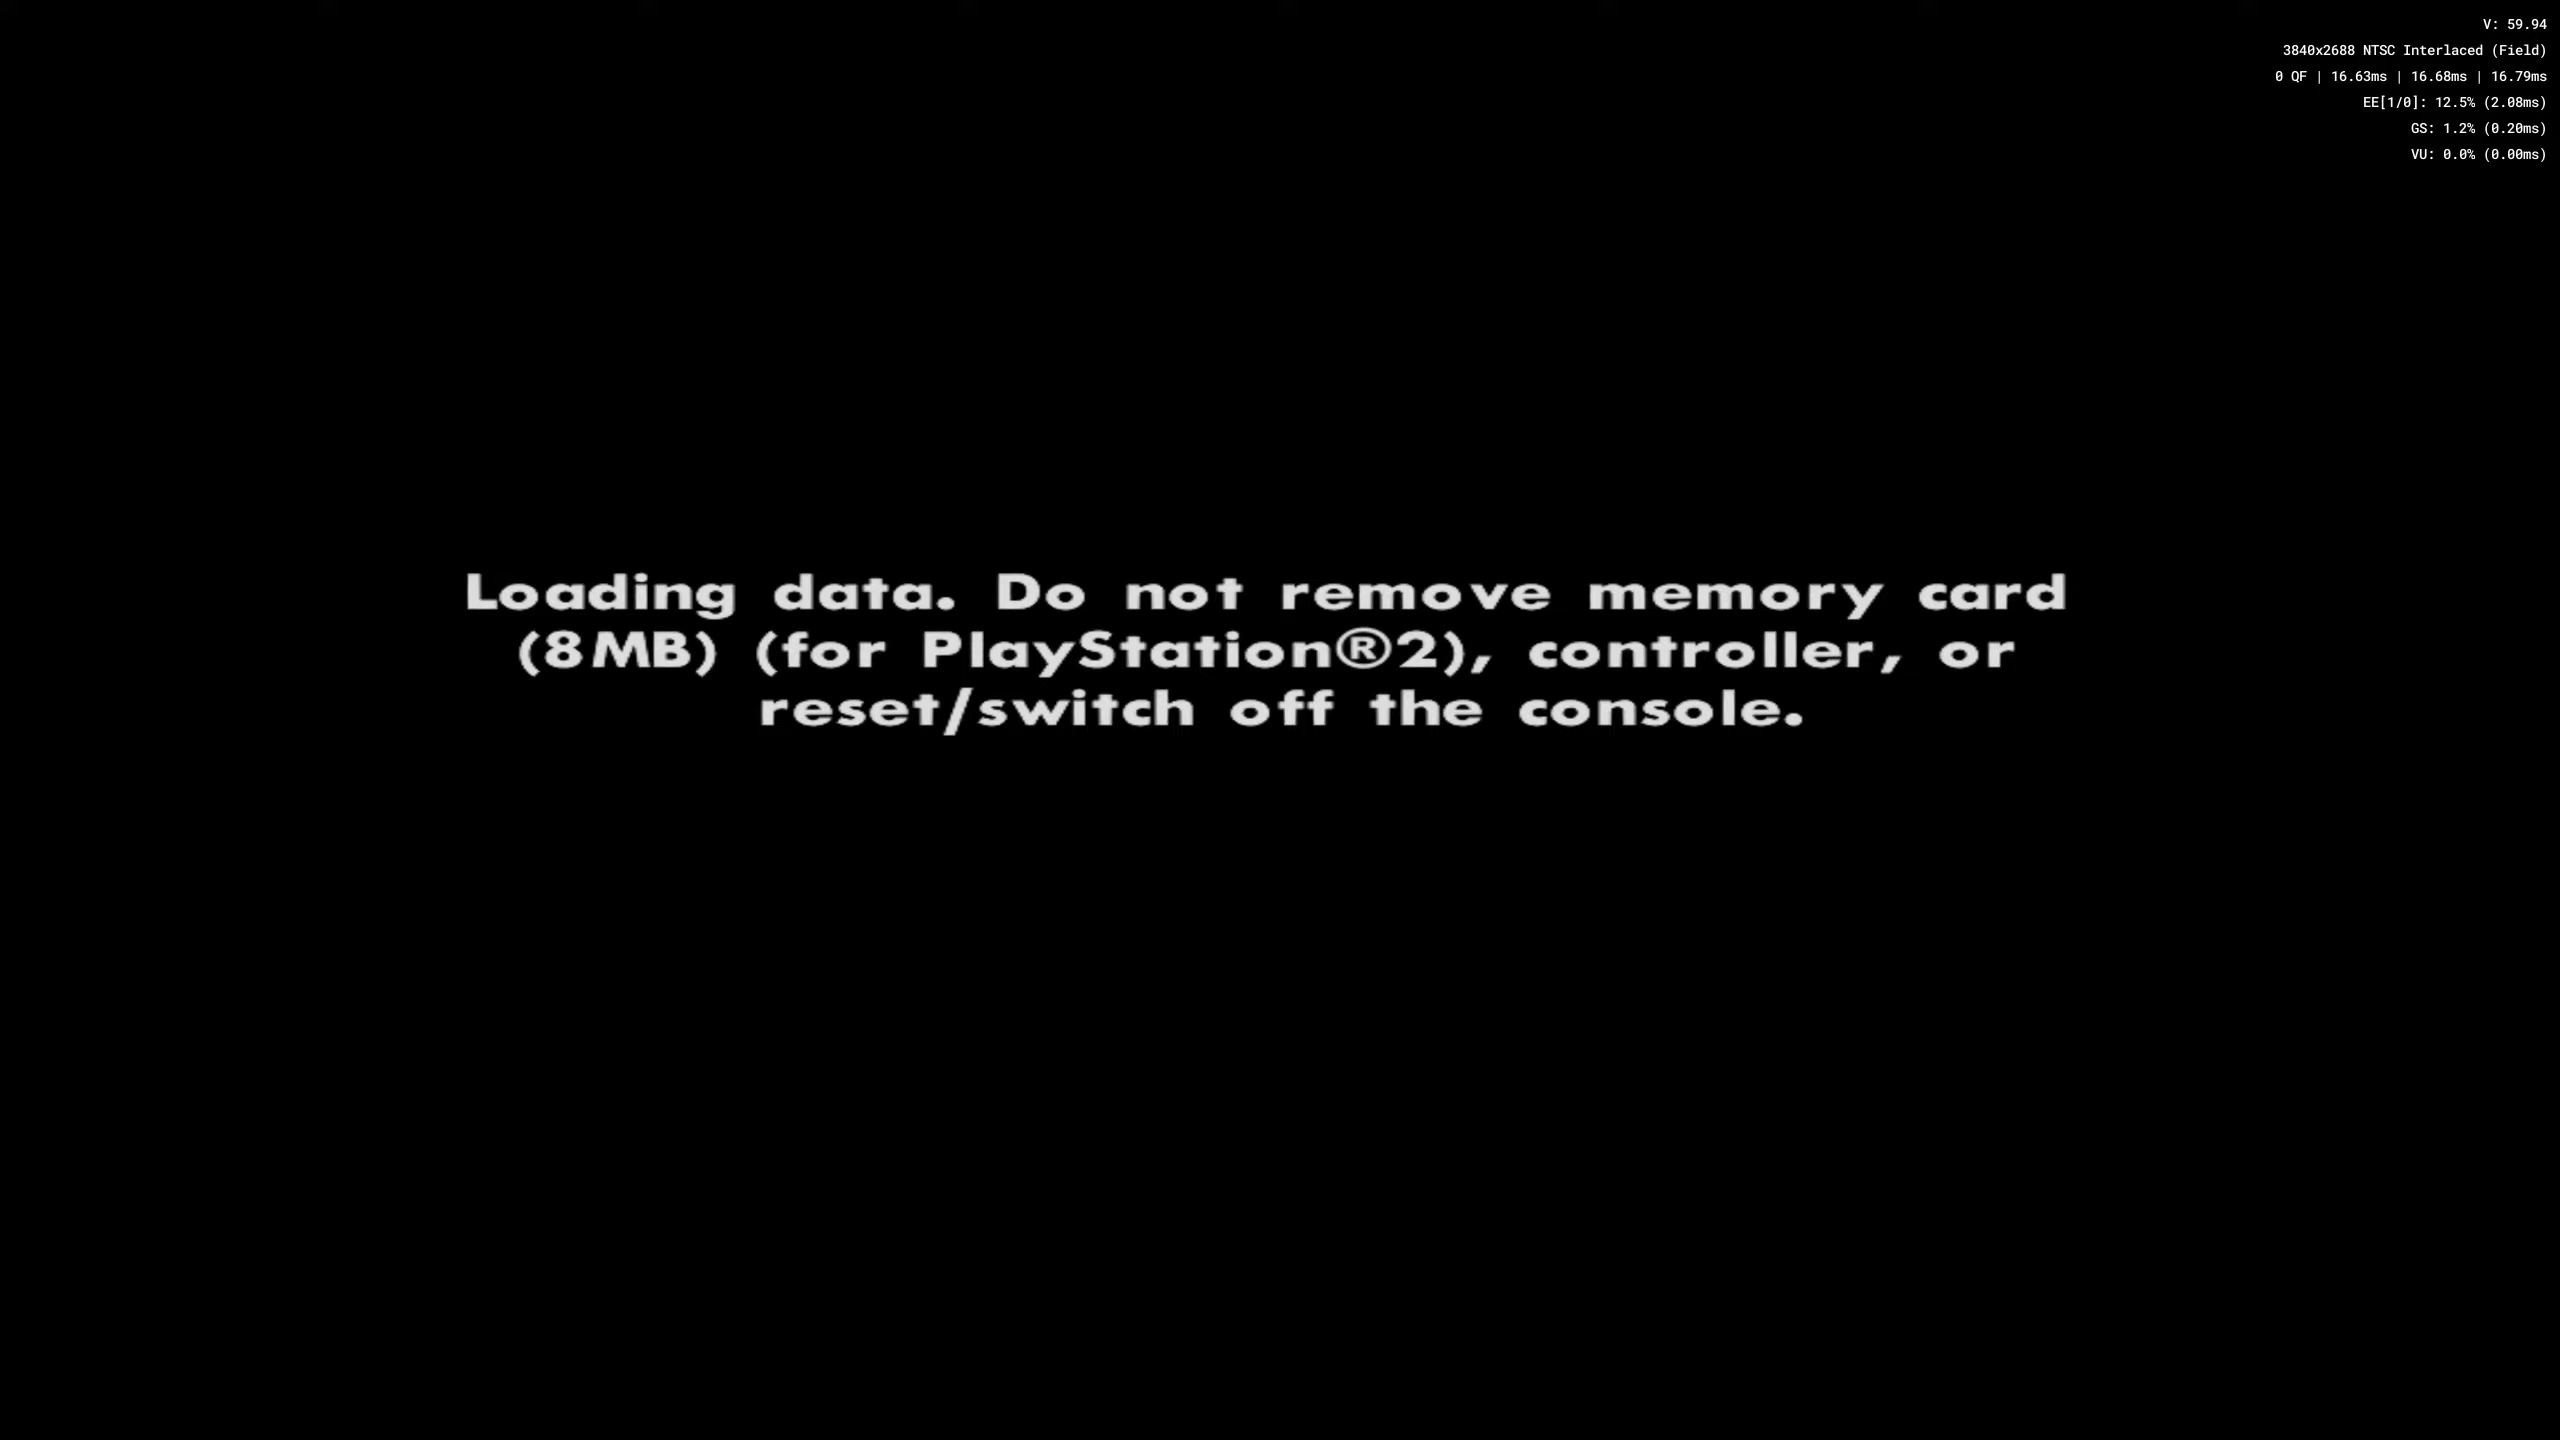 V: 59.94
3840x2688 NTSC Interlaced (Field)
0 QF | 16.63ms | 16.68ms | 16.79ms
EE[1/0]: 12.5% (2.08ms)
GS: 1.2% (0.20ms)
VU: 0.0% (0.00ms)
Loading data. Do not remove memory card
(8MB) (for PlayStation®2), controller, or
reset/switch off the console.